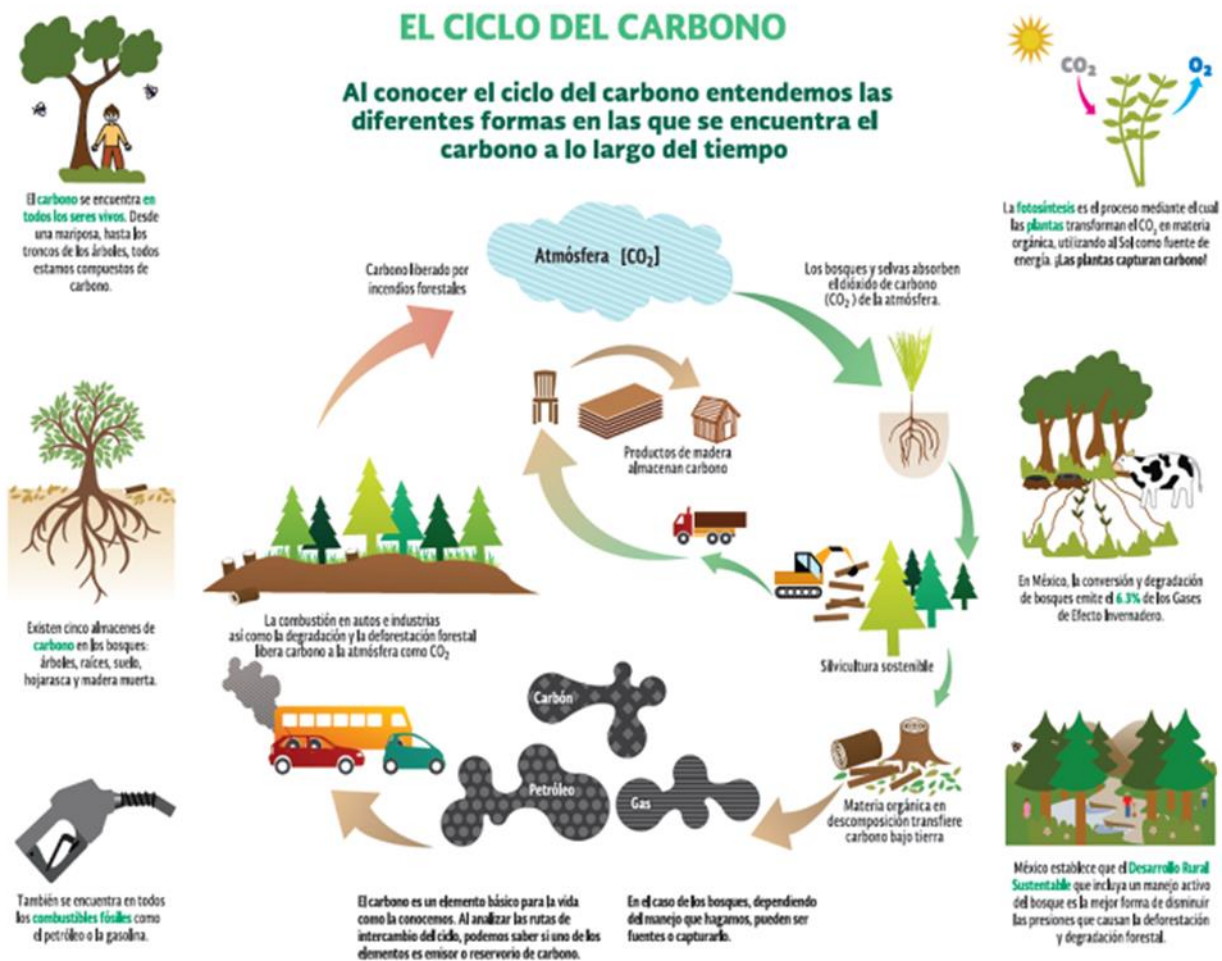 EL CICLO DEL CARBONO
Al conocer el ciclo del carbono entendemos las
diferentes formas en las que se encuentra el
carbono a lo largo del tiempo
El carbono se encuentra en
todos los seres vivos. Desde
una mariposa, hasta los
troncos de los árboles, todos
estamos compuestos de
carbono.
Existen cinco almacenes de
carbono en los bosques:
árboles, raíces, suelo,
hojarasca y madera muerta.
También se encuentra en todos
los combustibles fósiles como
el petróleo o la gasolina.
Carbono liberado por
incendios forestales
Atmósfera [CO₂]
Los bosques y selvas absorben
el dióxido de carbono
(CO₂) de la atmósfera.
Productos de madera
almacenan carbono
Silvicultura sostenible
La combustión en autos e industrias
así como la degradación y la deforestación forestal
libera carbono a la atmósfera como CO₂
Carbón
Petróleo
Gas
Materia orgánica en
descomposición transfiere
carbono bajo tierra
El carbono es un elemento básico para la vida
como la conocemos. Al analizar las rutas de
intercambio del ciclo, podemos saber si uno de los
elementos es emisor o reservorio de carbono.
En el caso de los bosques, dependiendo
del manejo que hagamos, pueden ser
fuentes o capturarlo.
CO₂
O₂
La fotosíntesis es el proceso mediante el cual
las plantas transforman el CO₂ en materia
orgánica, utilizando al Sol como fuente de
energía. ¡Las plantas capturan carbono!
En México, la conversión y degradación
de bosques emite el 6.3% de los Gases
de Efecto Invernadero.
México establece que el Desarrollo Rural
Sustentable que incluya un manejo activo
del bosque es la mejor forma de disminuir
las presiones que causan la deforestación
y degradación forestal.